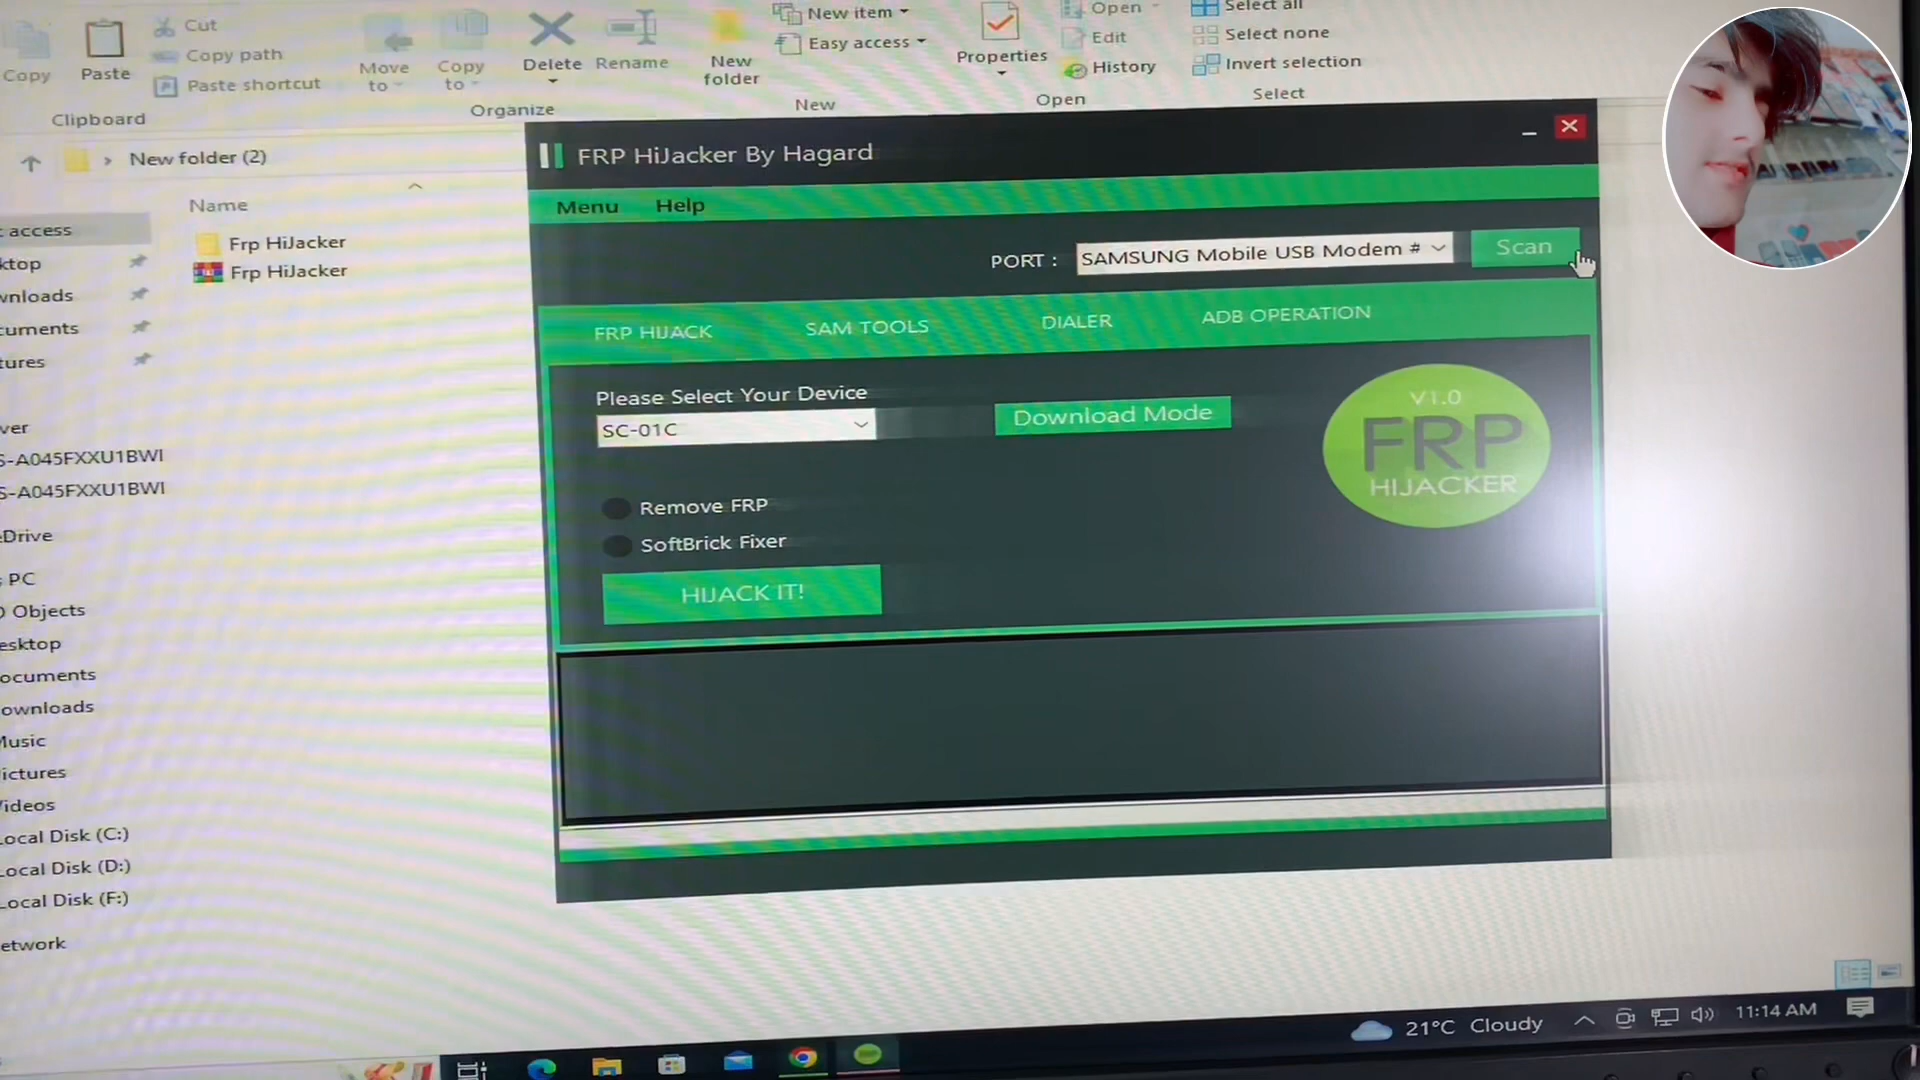 Cut
New item
Open
Select all
Copy path
Easy access
Edit
Select none
Copy
Paste
Paste shortcut
Move to
Copy to
Delete
Rename
New folder
Properties
History
Invert selection
Clipboard
Organize
New
Open
Select
New folder (2)
FRP HiJacker By Hagard
Menu Help
Name
access
Frp HiJacker
PORT : SAMSUNG Mobile USB Modem # Scan
ktop
Frp HiJacker
wnloads
FRP HIJACK SAM TOOLS DIALER ADB OPERATION
cuments
tures
Please Select Your Device
V1.0
SC-01C
Download Mode
FRP
HIJACKER
ver
S-A045FXXU1BWI
S-A045FXXU1BWI
Remove FRP
Drive
SoftBrick Fixer
PC
HIJACK IT!
Objects
esktop
ocuments
ownloads
Music
ictures
Videos
Local Disk (C:)
Local Disk (D:)
Local Disk (F:)
etwork
21°C Cloudy
11:14 AM